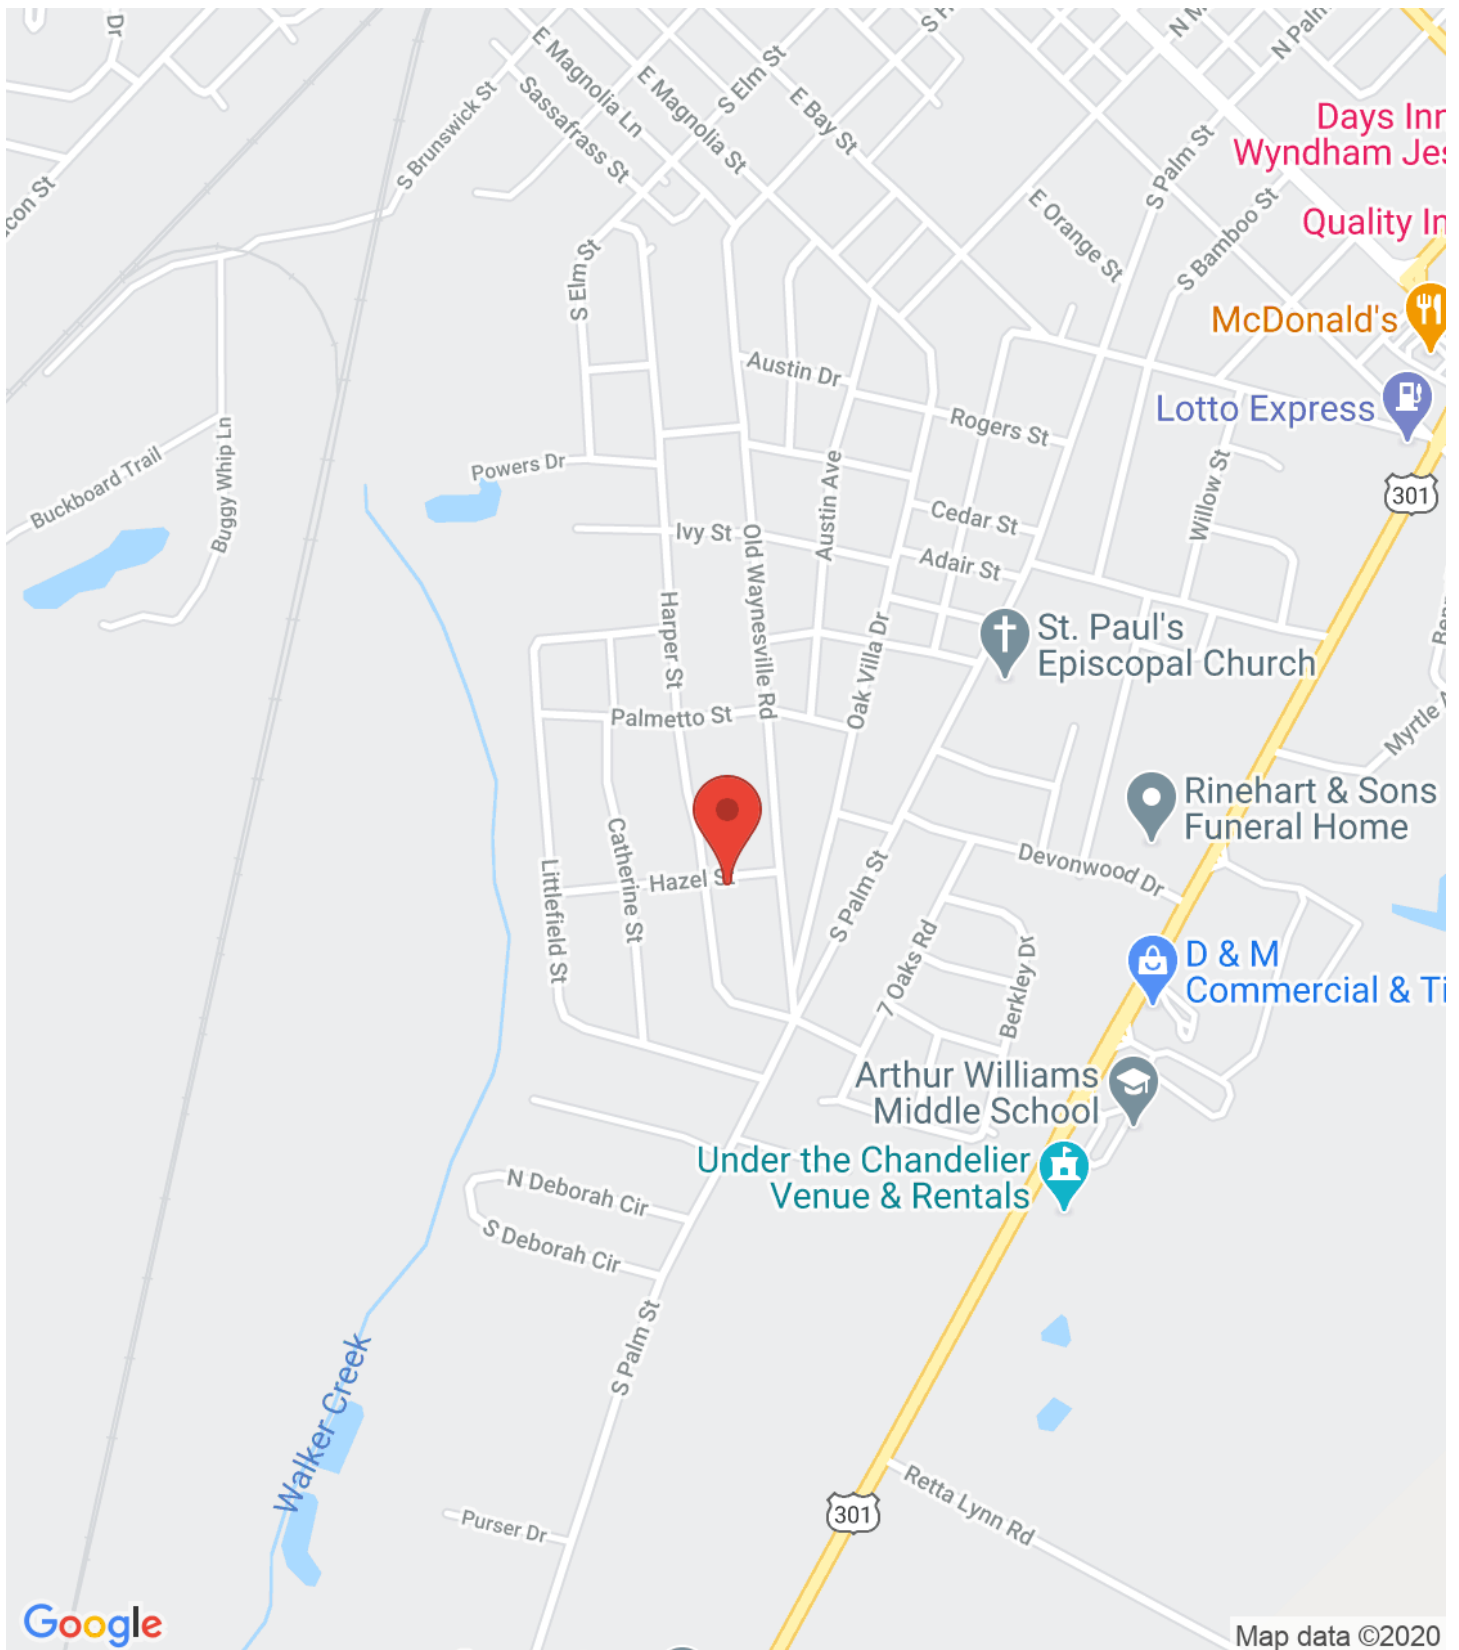 Dr
S Brunswick St
E Magnolia Ln
Sassafrass St
E Magnolia St
S Elm St
E Bay St
N Palm
S Palm St
Days Inn
Wyndham Jes
E Orange St
S Bamboo St
Quality In
McDonald's
S Elm St
Austin Dr
Rogers St
Lotto Express
301
Willow St
Powers Dr
Buckboard Trail
Buggy Whip Ln
Ivy St
Old Waynesville Rd
Austin Ave
Cedar St
Adair St
Harper St
St. Paul's
Episcopal Church
Oak Villa Dr
Palmetto St
Myrtle A
Rinehart & Sons
Funeral Home
Catherine St
Hazel St
Littlefield St
S Palm St
Devonwood Dr
7 Oaks Rd
Berkley Dr
D & M
Commercial & Ti
Arthur Williams
Middle School
Under the Chandelier
Venue & Rentals
N Deborah Cir
S Deborah Cir
S Palm St
Walker Creek
Purser Dr
301
Retta Lynn Rd
Google
Map data ©2020